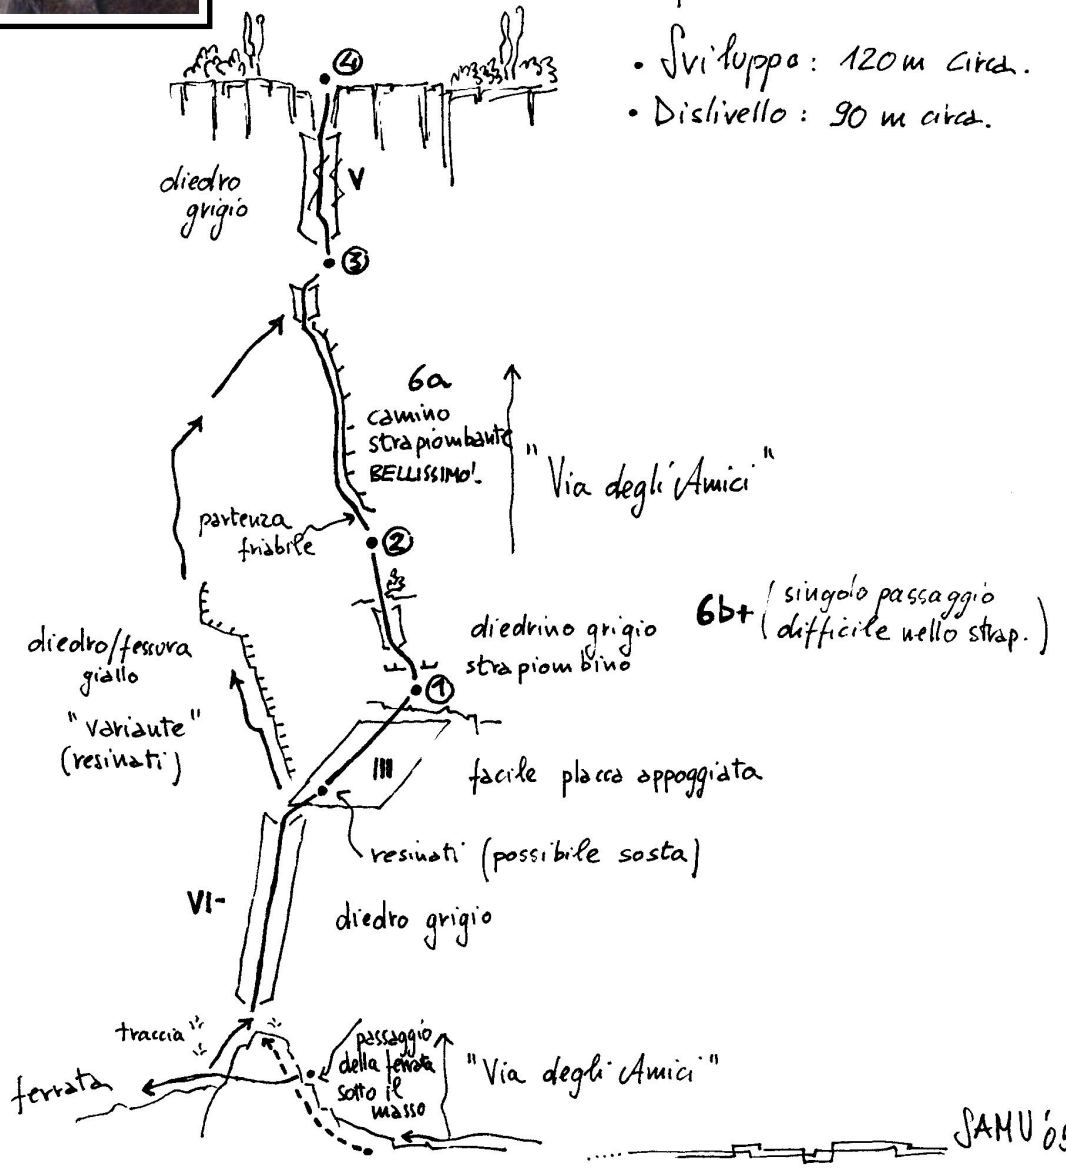 • Sviluppo: 120 m circa.
• Dislivello: 90 m circa.
4
diedro
grigio
V
3
6a
camino
strapiombante
BELLISSIMO!
"Via degli Amici"
partenza
friabile
2
diedrino grigio
strapiombino
6b+ (singolo passaggio
difficile nello strap.)
diedro/fessura
giallo
"variante"
(resinati)
1
III
facile placca appoggiata
resinati (possibile sosta)
VI-
diedro grigio
traccia
passaggio
della ferrata
sotto il
masso
"Via degli Amici"
ferrata
SAMU